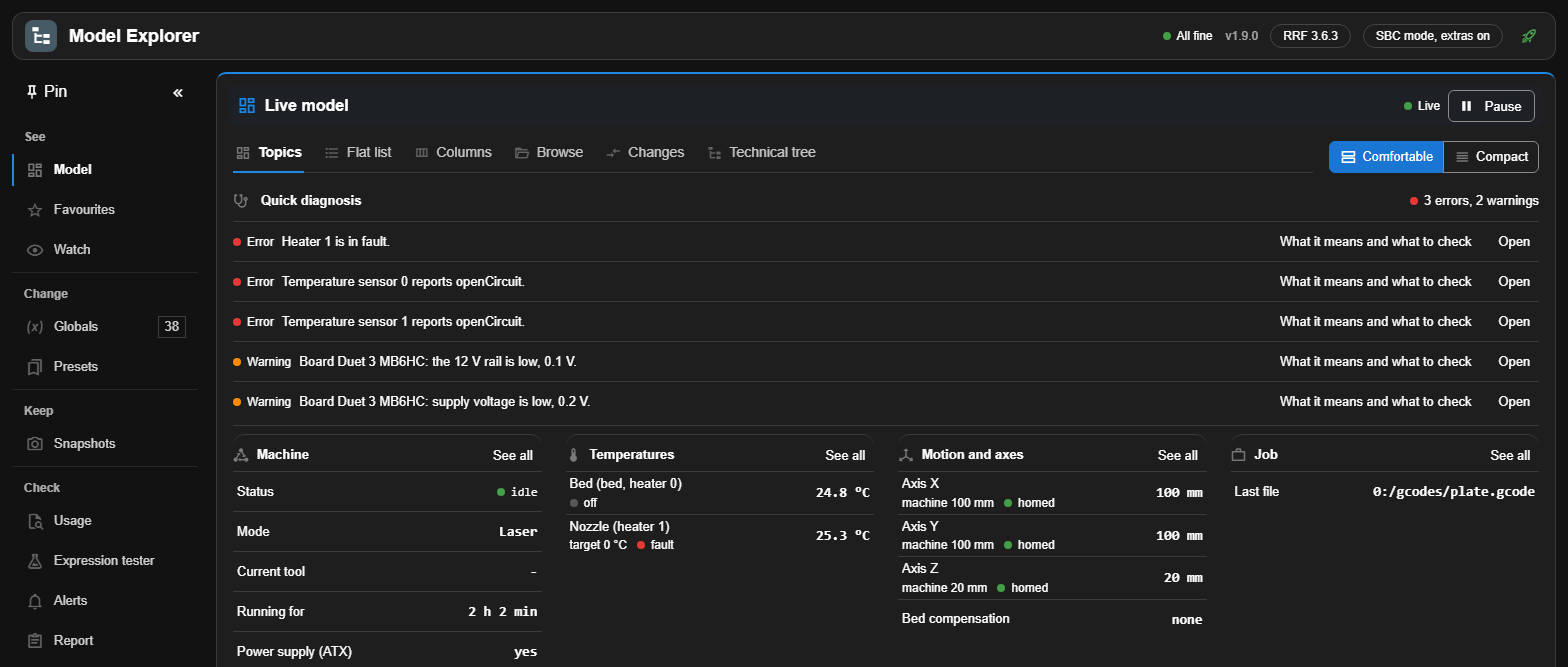 Model Explorer
All fine v1.9.0 RRF 3.6.3 SBC mode, extras on
Pin «
See
Model
Favourites
Watch
Change
Globals 38
Presets
Keep
Snapshots
Check
Usage
Expression tester
Alerts
Report
Live model
Live Pause
Topics Flat list Columns Browse Changes Technical tree
Comfortable Compact
Quick diagnosis 3 errors, 2 warnings
Error Heater 1 is in fault. What it means and what to check Open
Error Temperature sensor 0 reports openCircuit. What it means and what to check Open
Error Temperature sensor 1 reports openCircuit. What it means and what to check Open
Warning Board Duet 3 MB6HC: the 12 V rail is low, 0.1 V. What it means and what to check Open
Warning Board Duet 3 MB6HC: supply voltage is low, 0.2 V. What it means and what to check Open
Machine See all
Status idle
Mode Laser
Current tool -
Running for 2 h 2 min
Power supply (ATX) yes
Temperatures See all
Bed (bed, heater 0) 24.8 °C
off
Nozzle (heater 1) 25.3 °C
target 0 °C fault
Motion and axes See all
Axis X 100 mm
machine 100 mm homed
Axis Y 100 mm
machine 100 mm homed
Axis Z 20 mm
machine 20 mm homed
Bed compensation none
Job See all
Last file 0:/gcodes/plate.gcode